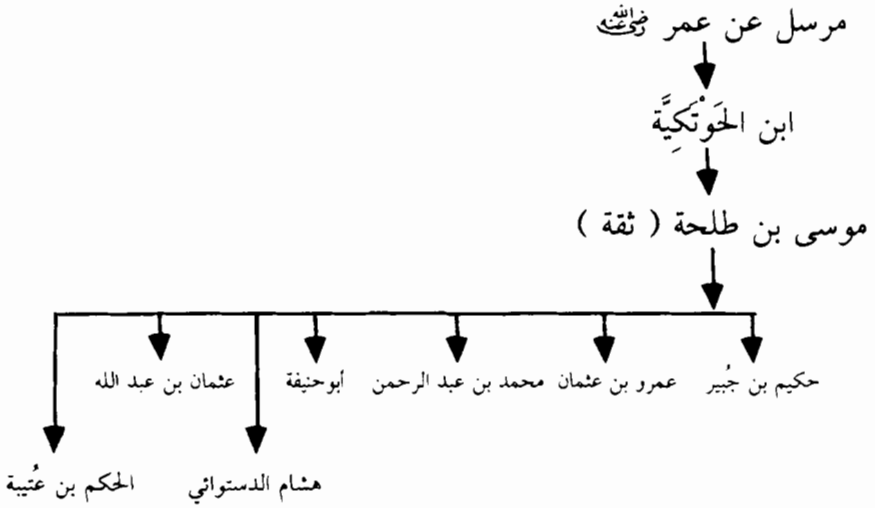 مرسل عن عمر رضي الله عنه
ابن الحَوْتَكِيَّة
موسى بن طلحة ( ثقة )
حكيم بن جُبير
عمرو بن عثمان
محمد بن عبد الرحمن
أبوحنيفة
عثمان بن عبد الله
هشام الدستوائي
الحكم بن عُتيبة